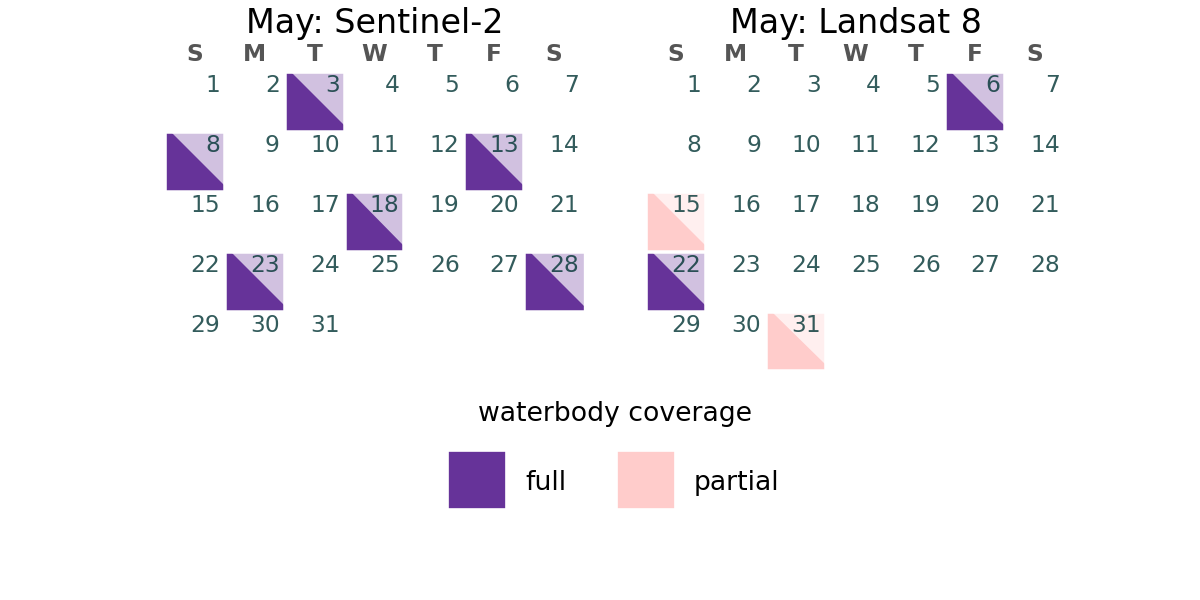 May: Sentinel-2
S M T W T F S
1 2 3 4 5 6 7
8 9 10 11 12 13 14
15 16 17 18 19 20 21
22 23 24 25 26 27 28
29 30 31
May: Landsat 8
S M T W T F S
1 2 3 4 5 6 7
8 9 10 11 12 13 14
15 16 17 18 19 20 21
22 23 24 25 26 27 28
29 30 31
waterbody coverage
full partial